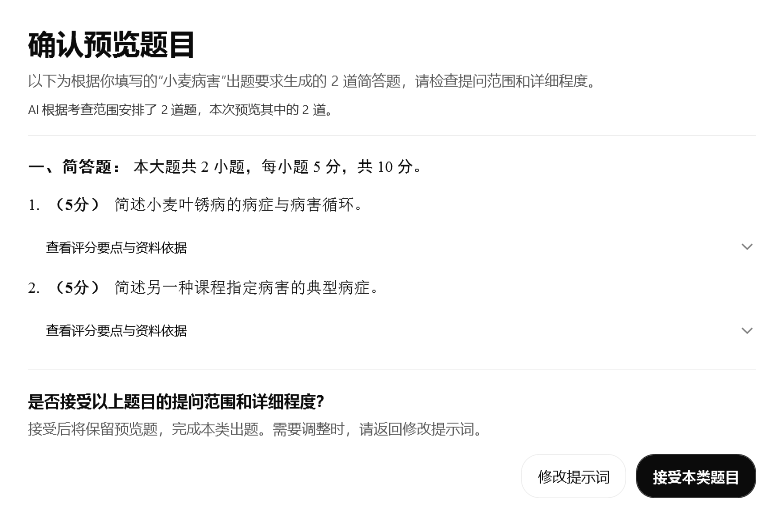 确认预览题目
以下为根据你填写的“小麦病害”出题要求生成的 2 道简答题，请检查提问范围和详细程度。
AI 根据考查范围安排了 2 道题，本次预览其中的 2 道。
一、简答题： 本大题共 2 小题，每小题 5 分，共 10 分。
1. （5分） 简述小麦叶锈病的病症与病害循环。
查看评分要点与资料依据
2. （5分） 简述另一种课程指定病害的典型病症。
查看评分要点与资料依据
是否接受以上题目的提问范围和详细程度?
接受后将保留预览题，完成本类出题。需要调整时，请返回修改提示词。
修改提示词 接受本类题目